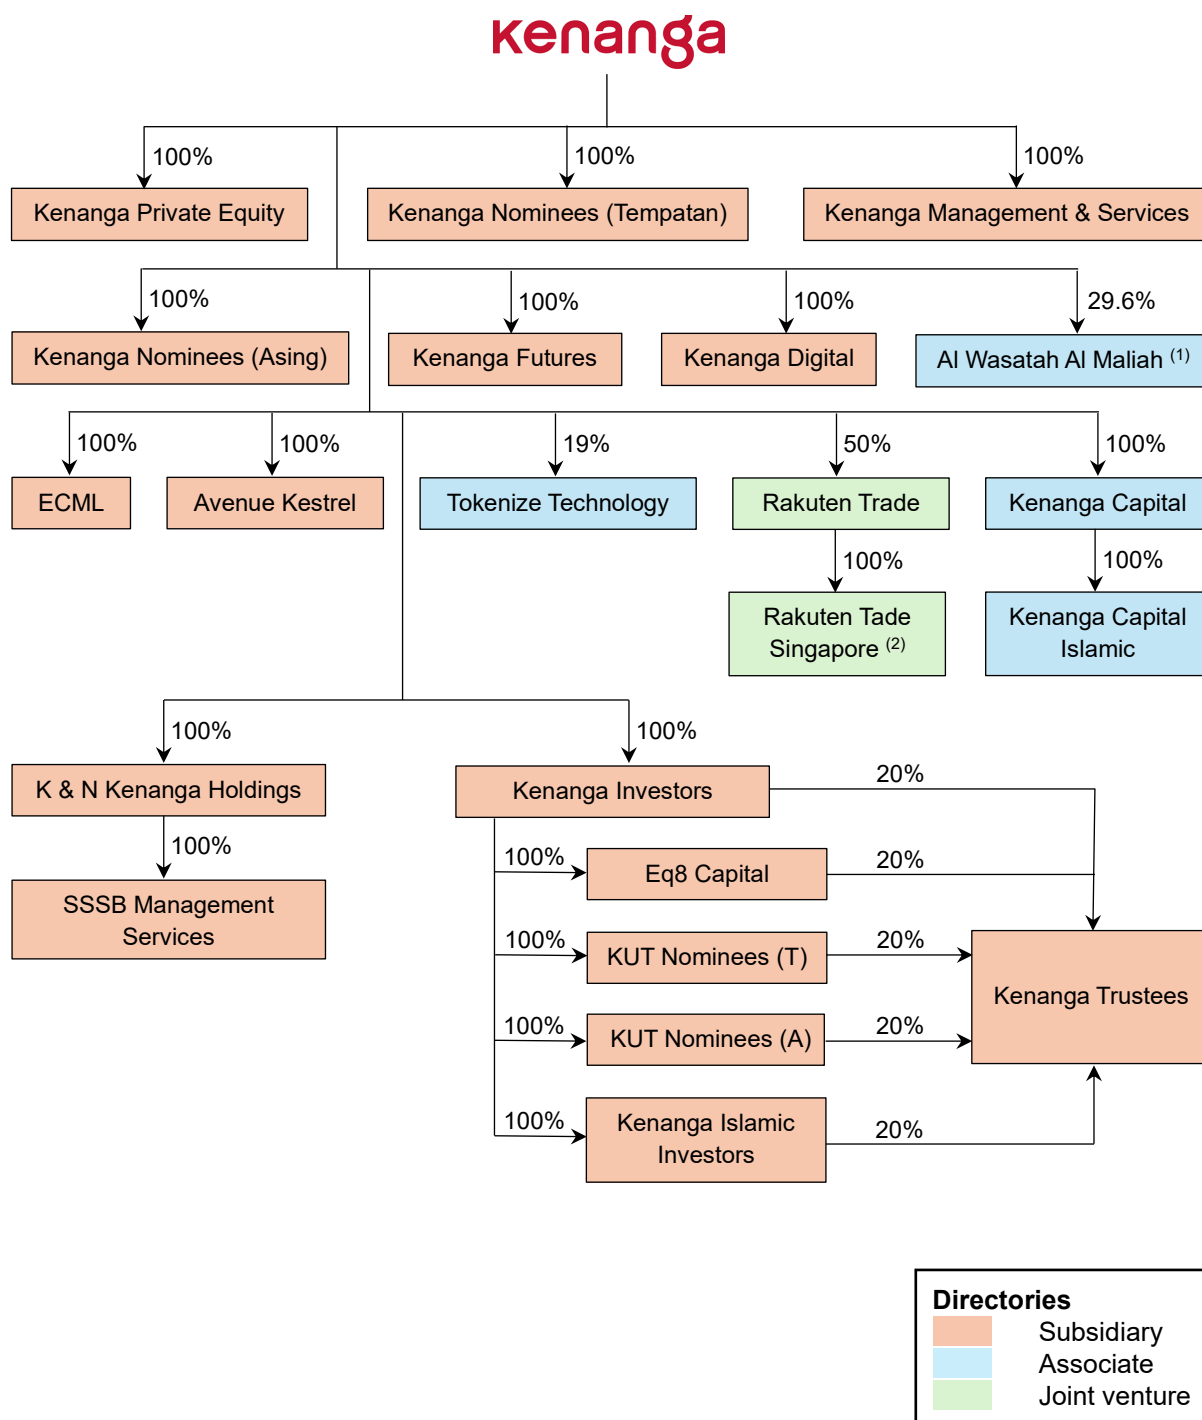 kenanga
100%
100%
100%
Kenanga Private Equity
Kenanga Nominees (Tempatan)
Kenanga Management & Services
100%
100%
100%
29.6%
Kenanga Nominees (Asing)
Kenanga Futures
Kenanga Digital
Al Wasatah Al Maliah (1)
100%
100%
19%
50%
100%
ECML
Avenue Kestrel
Tokenize Technology
Rakuten Trade
Kenanga Capital
100%
100%
Rakuten Tade
Singapore (2)
Kenanga Capital
Islamic
100%
100%
K & N Kenanga Holdings
Kenanga Investors
20%
100%
SSSB Management
Services
100%
Eq8 Capital
20%
100%
KUT Nominees (T)
20%
Kenanga Trustees
100%
KUT Nominees (A)
20%
100%
Kenanga Islamic
Investors
20%
Directories
Subsidiary
Associate
Joint venture